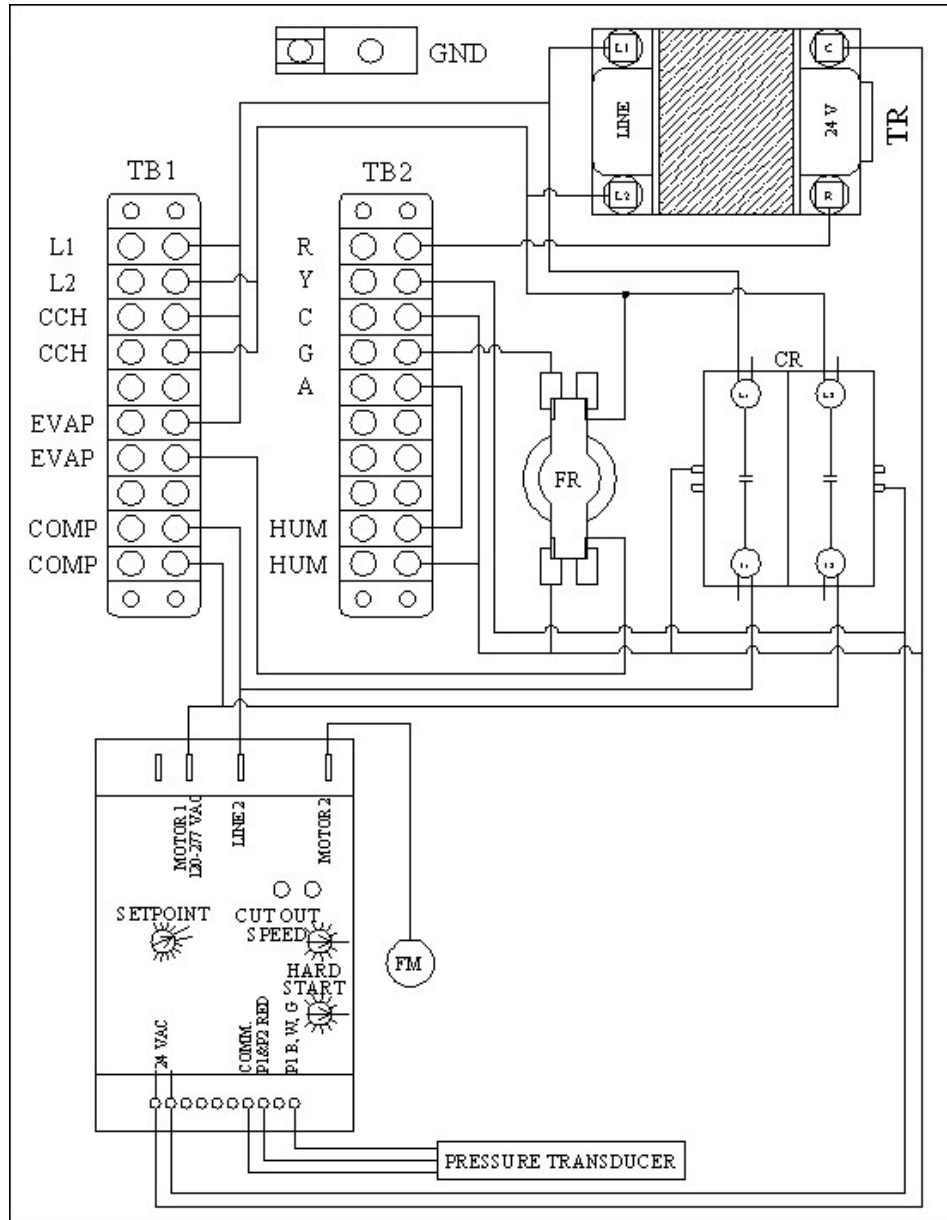 GND
L1
C
LINE
24 V
TR
L2
R
TB1
TB2
L1
L2
CCH
CCH
EVAP
EVAP
COMP
COMP
R
Y
C
G
A
HUM
HUM
FR
CR
MOTOR 1
120-277 VAC
LINE 2
MOTOR 2
SETPOINT
CUT OUT
SPEED
HARD
START
FM
24 VAC
COMM.
P1&P2 RED
P1 B, W, G
PRESSURE TRANSDUCER